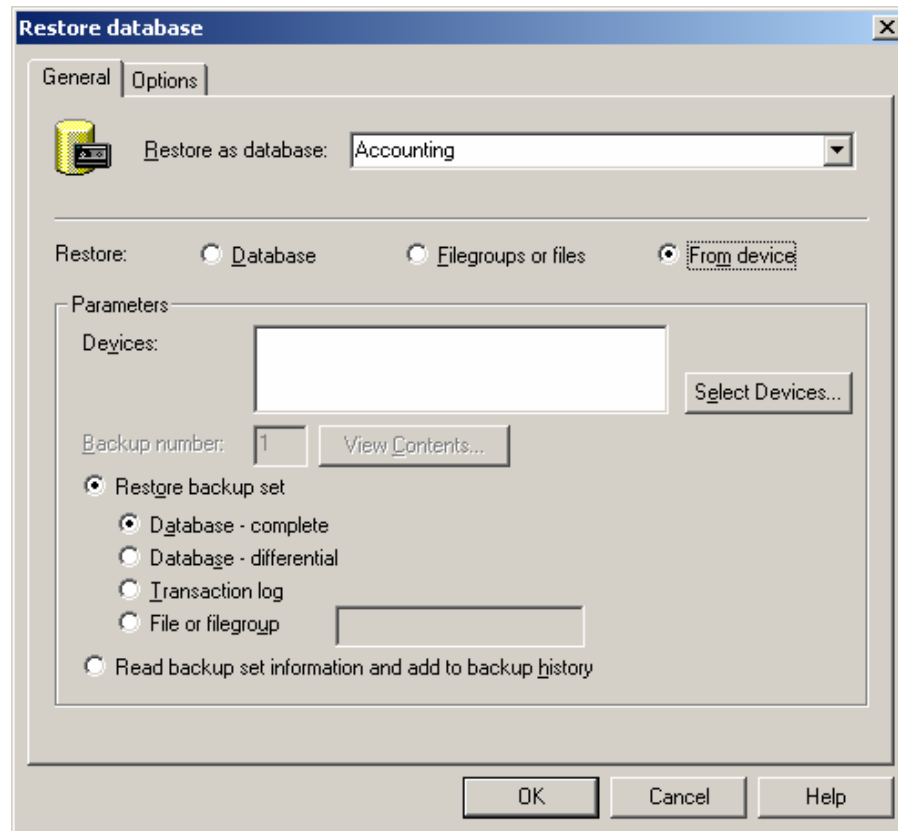 Restore database
General Options
Restore as database: Accounting
Restore: Database Filegroups or files From device
Parameters
Devices:
Select Devices...
Backup number: 1 View Contents...
Restore backup set
Database - complete
Database - differential
Transaction log
File or filegroup
Read backup set information and add to backup history
OK Cancel Help